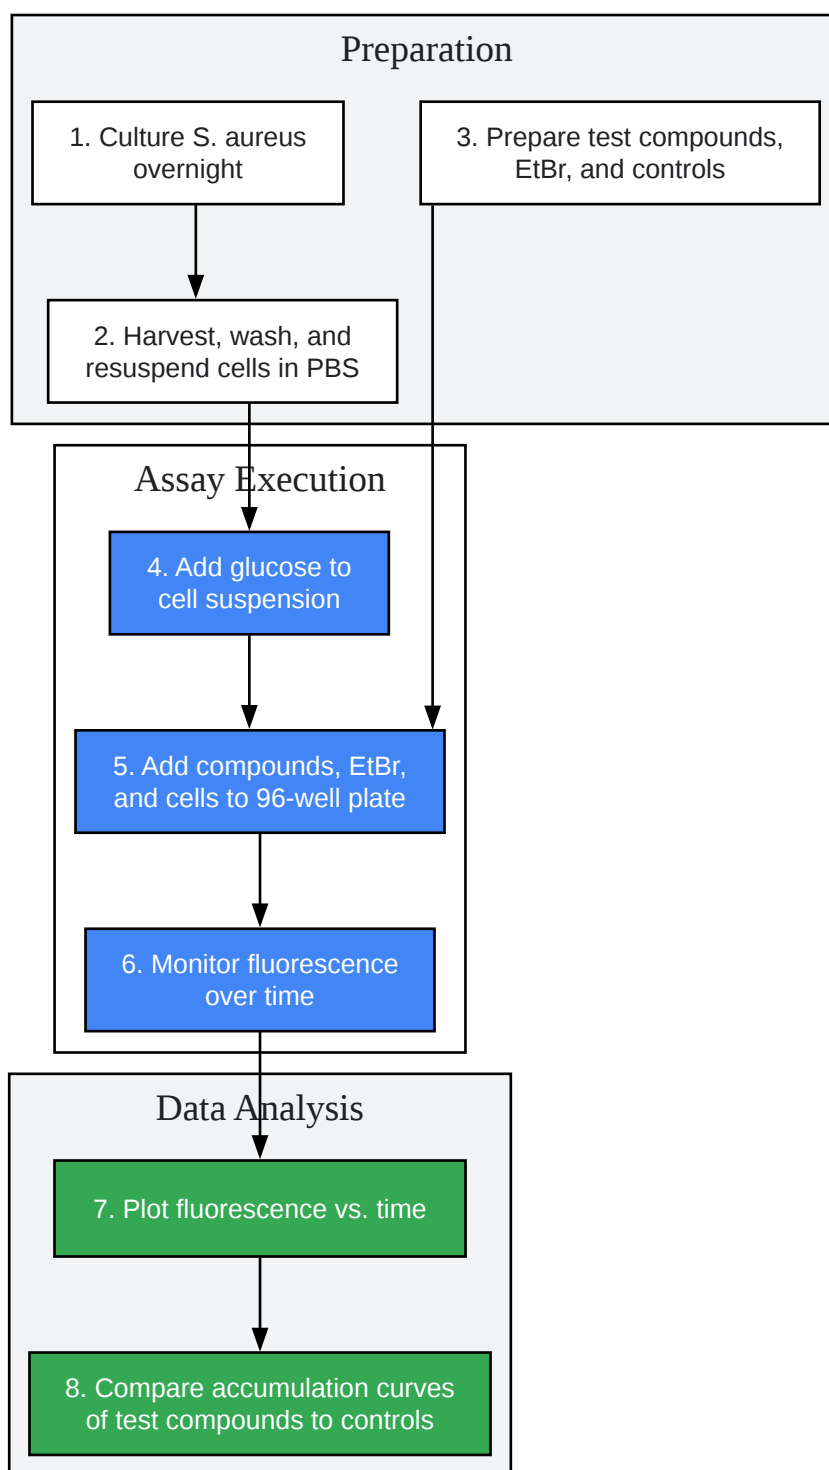 Preparation
1. Culture S. aureus
overnight
3. Prepare test compounds,
EtBr, and controls
2. Harvest, wash, and
resuspend cells in PBS
Assay Execution
4. Add glucose to
cell suspension
5. Add compounds, EtBr,
and cells to 96-well plate
6. Monitor fluorescence
over time
Data Analysis
7. Plot fluorescence vs. time
8. Compare accumulation curves
of test compounds to controls